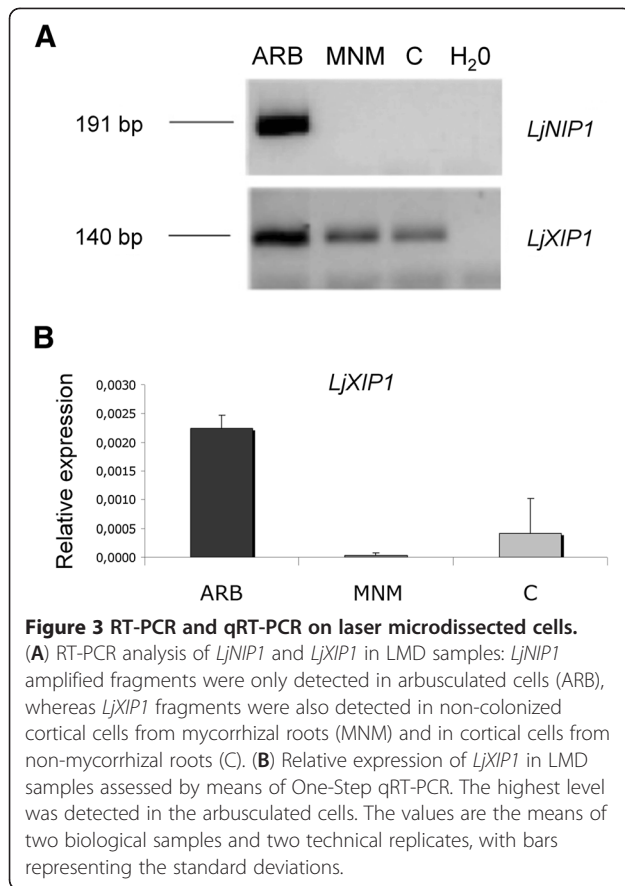 A
ARB MNM C H₂0
191 bp LjNIP1
140 bp LjXIP1
B
LjXIP1
Relative expression
0,0030
0,0025
0,0020
0,0015
0,0010
0,0005
0,0000
ARB MNM C
Figure 3 RT-PCR and qRT-PCR on laser microdissected cells.
(A) RT-PCR analysis of LjNIP1 and LjXIP1 in LMD samples: LjNIP1
amplified fragments were only detected in arbusculated cells (ARB),
whereas LjXIP1 fragments were also detected in non-colonized
cortical cells from mycorrhizal roots (MNM) and in cortical cells from
non-mycorrhizal roots (C). (B) Relative expression of LjXIP1 in LMD
samples assessed by means of One-Step qRT-PCR. The highest level
was detected in the arbusculated cells. The values are the means of
two biological samples and two technical replicates, with bars
representing the standard deviations.